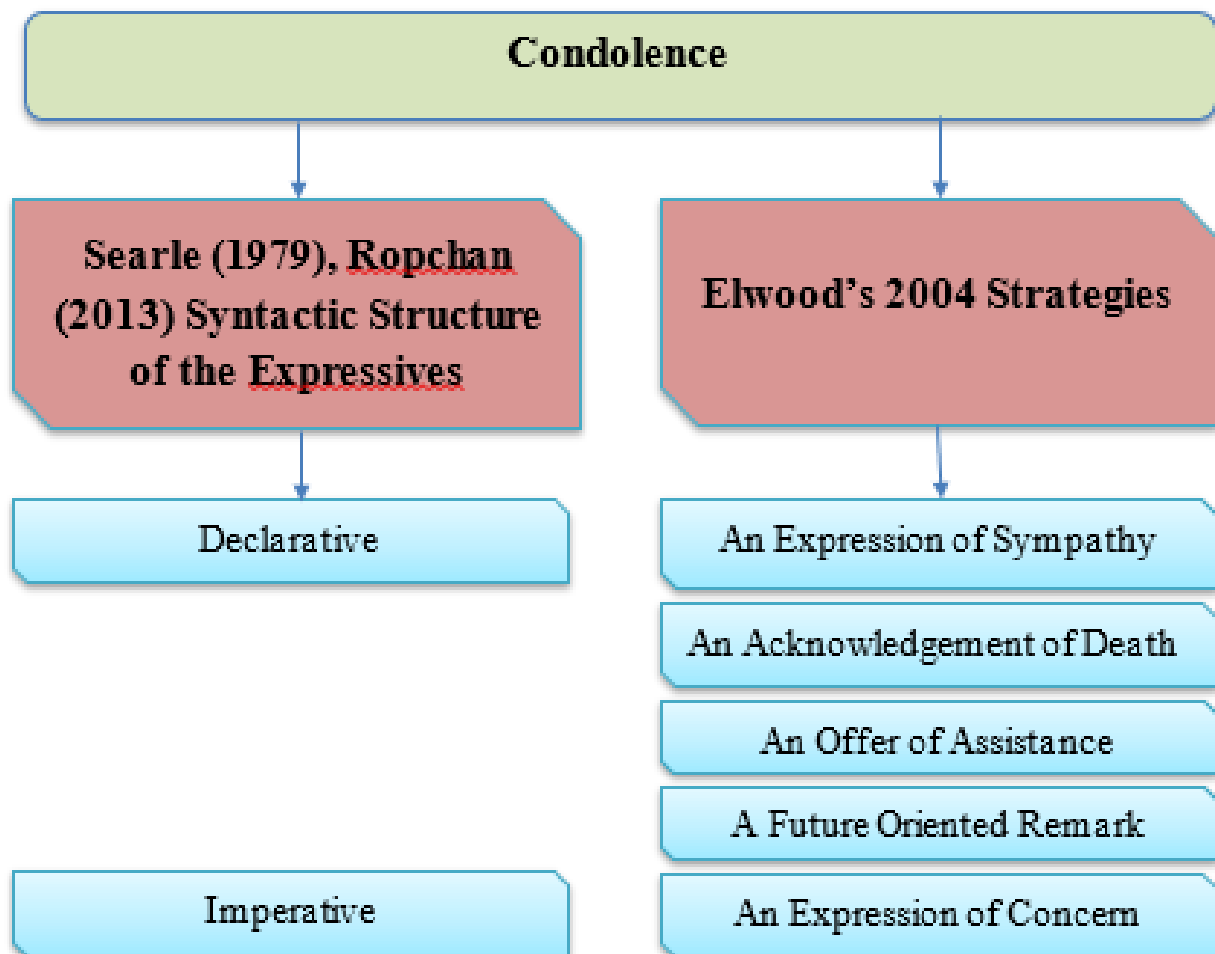 Condolence
Searle (1979), Ropchan
(2013) Syntactic Structure
of the Expressives
Elwood’s 2004 Strategies
Declarative
An Expression of Sympathy
An Acknowledgement of Death
An Offer of Assistance
A Future Oriented Remark
Imperative
An Expression of Concern